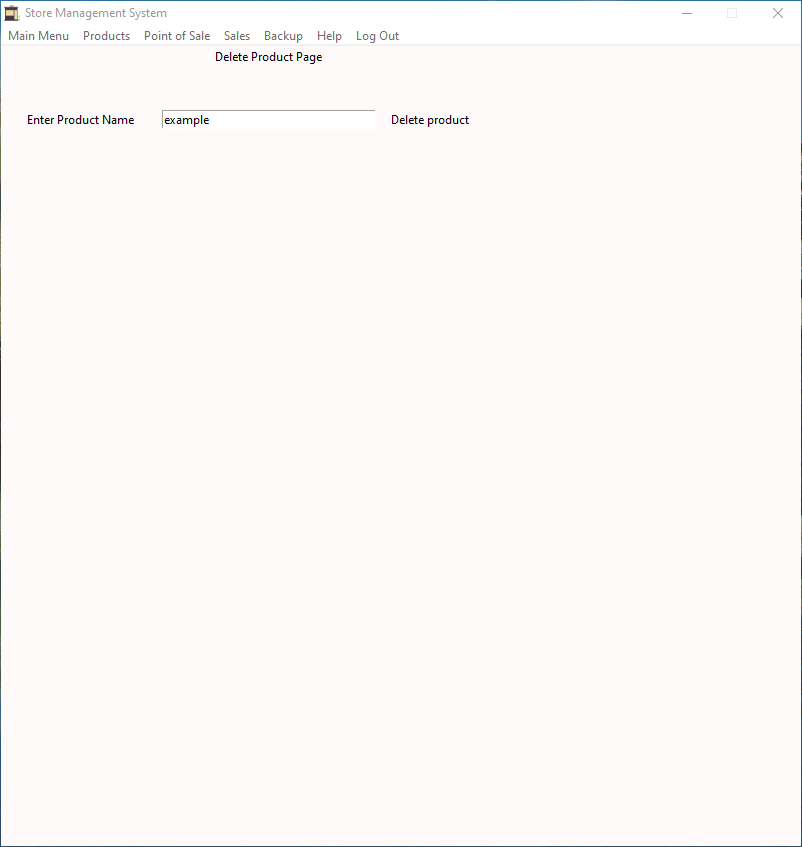 Store Management System
Main Menu Products Point of Sale Sales Backup Help Log Out
Delete Product Page
Enter Product Name example Delete product